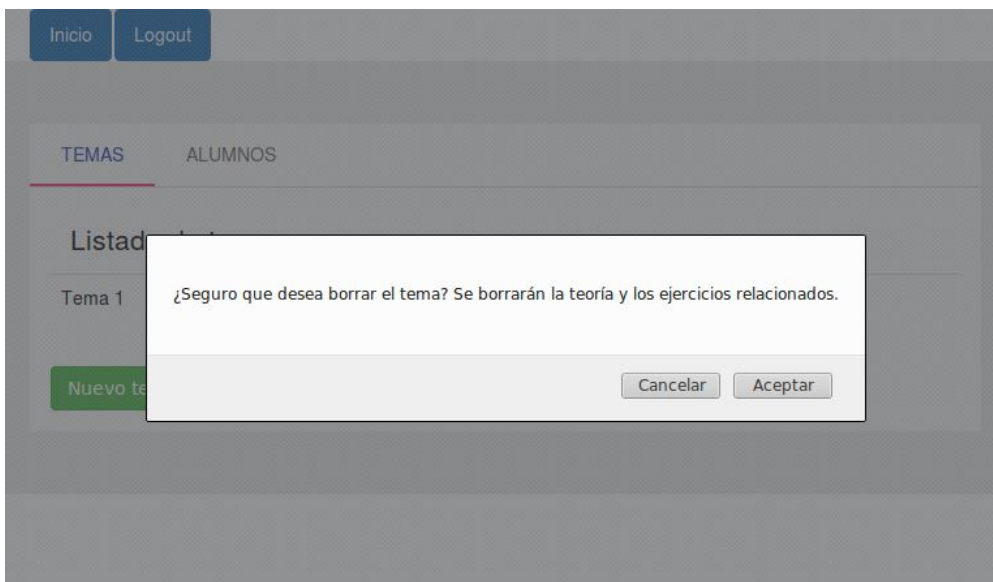 Inicio Logout
TEMAS ALUMNOS
Listad
Tema 1
¿Seguro que desea borrar el tema? Se borrarán la teoría y los ejercicios relacionados.
Nuevo te
Cancelar Aceptar